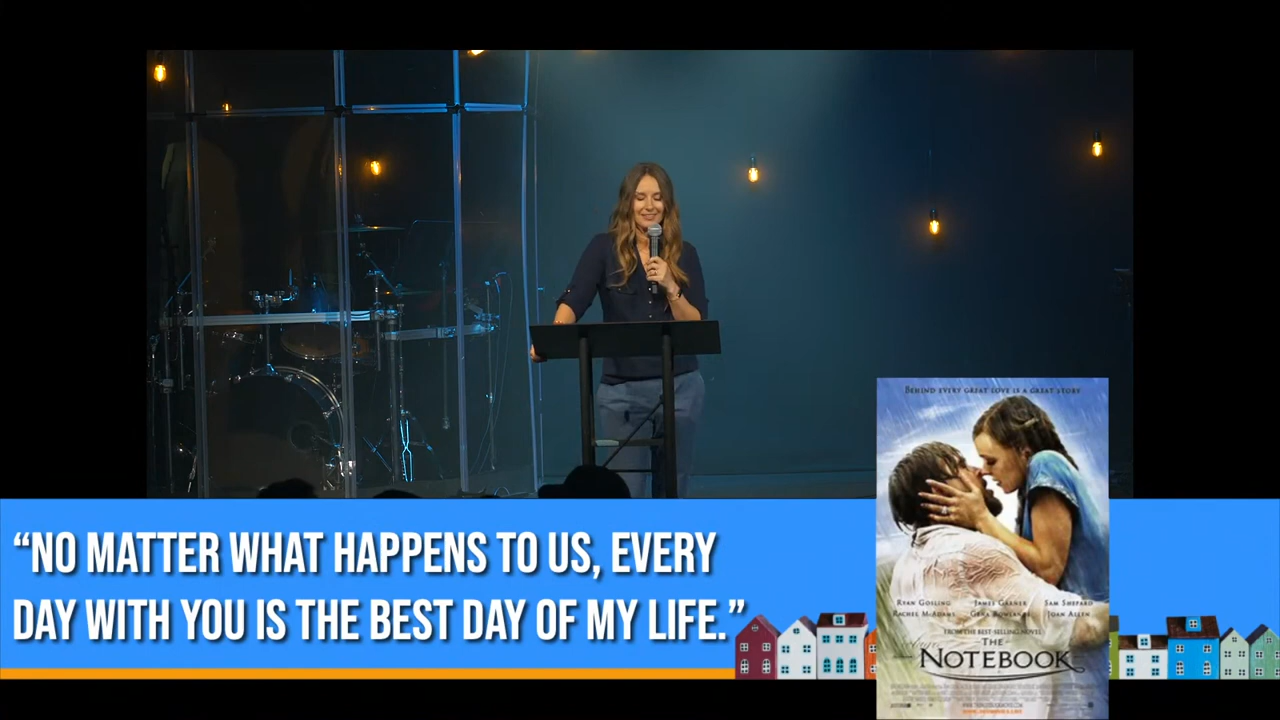 “NO MATTER WHAT HAPPENS TO US, EVERY
DAY WITH YOU IS THE BEST DAY OF MY LIFE.”
BEHIND EVERY GREAT LOVE IS A GREAT STORY
RYAN GOSLING JAMES GARNER SAM SHEPARD
RACHEL MCADAMS GENA ROWLANDS JOAN ALLEN
FROM THE BEST-SELLING NOVEL
THE
NOTEBOOK